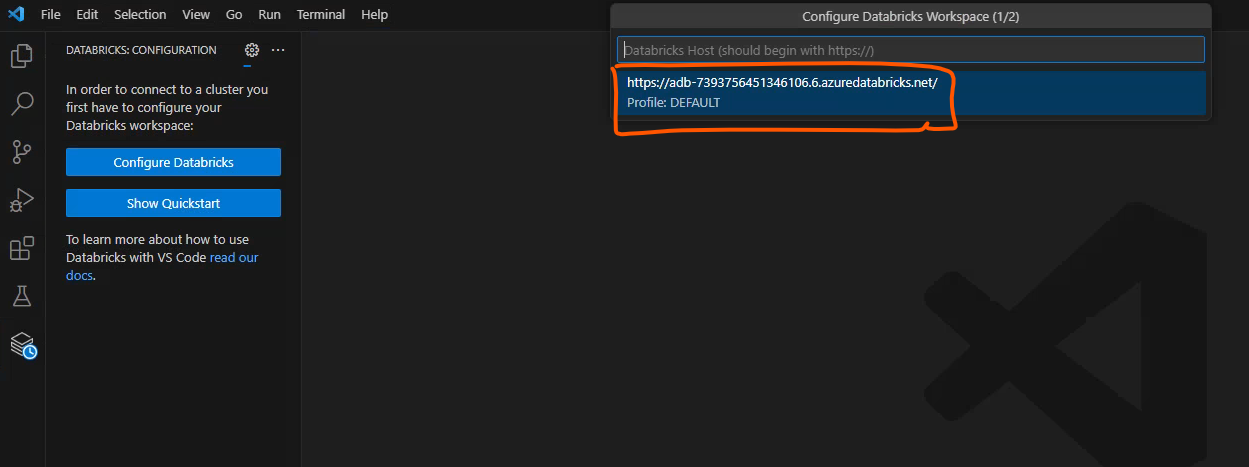 File Edit Selection View Go Run Terminal Help
Configure Databricks Workspace (1/2)
Databricks Host (should begin with https://)
https://adb-7393756451346106.6.azuredatabricks.net/
Profile: DEFAULT
DATABRICKS: CONFIGURATION
In order to connect to a cluster you
first have to configure your
Databricks workspace:
Configure Databricks
Show Quickstart
To learn more about how to use
Databricks with VS Code read our
docs.